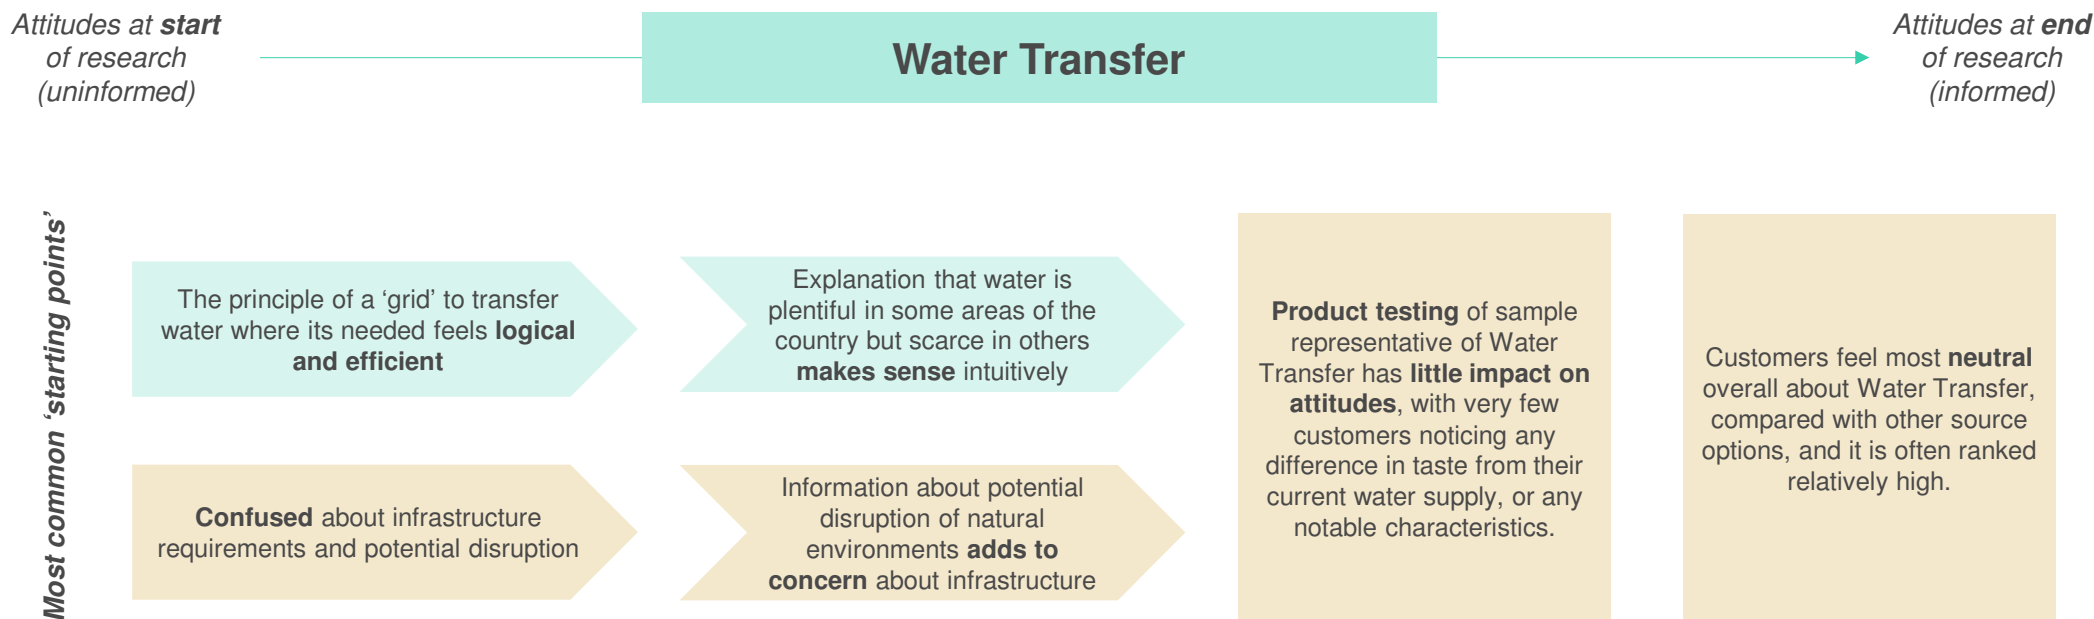 Attitudes at start
of research
(uninformed)
Water Transfer
Attitudes at end
of research
(informed)
Most common ‘starting points’
The principle of a ‘grid’ to transfer
water where its needed feels logical
and efficient
Explanation that water is
plentiful in some areas of the
country but scarce in others
makes sense intuitively
Confused about infrastructure
requirements and potential disruption
Information about potential
disruption of natural
environments adds to
concern about infrastructure
Product testing of sample
representative of Water
Transfer has little impact on
attitudes, with very few
customers noticing any
difference in taste from their
current water supply, or any
notable characteristics.
Customers feel most neutral
overall about Water Transfer,
compared with other source
options, and it is often ranked
relatively high.